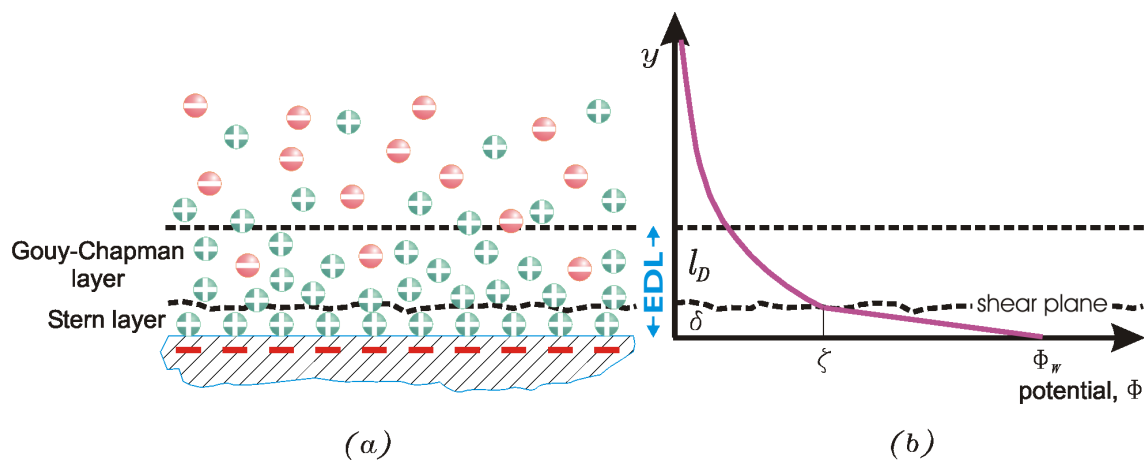 Gouy-Chapman
layer
Stern layer
EDL
(a)
y
l_D
δ
shear plane
ζ
Φ_W
potential, Φ
(b)